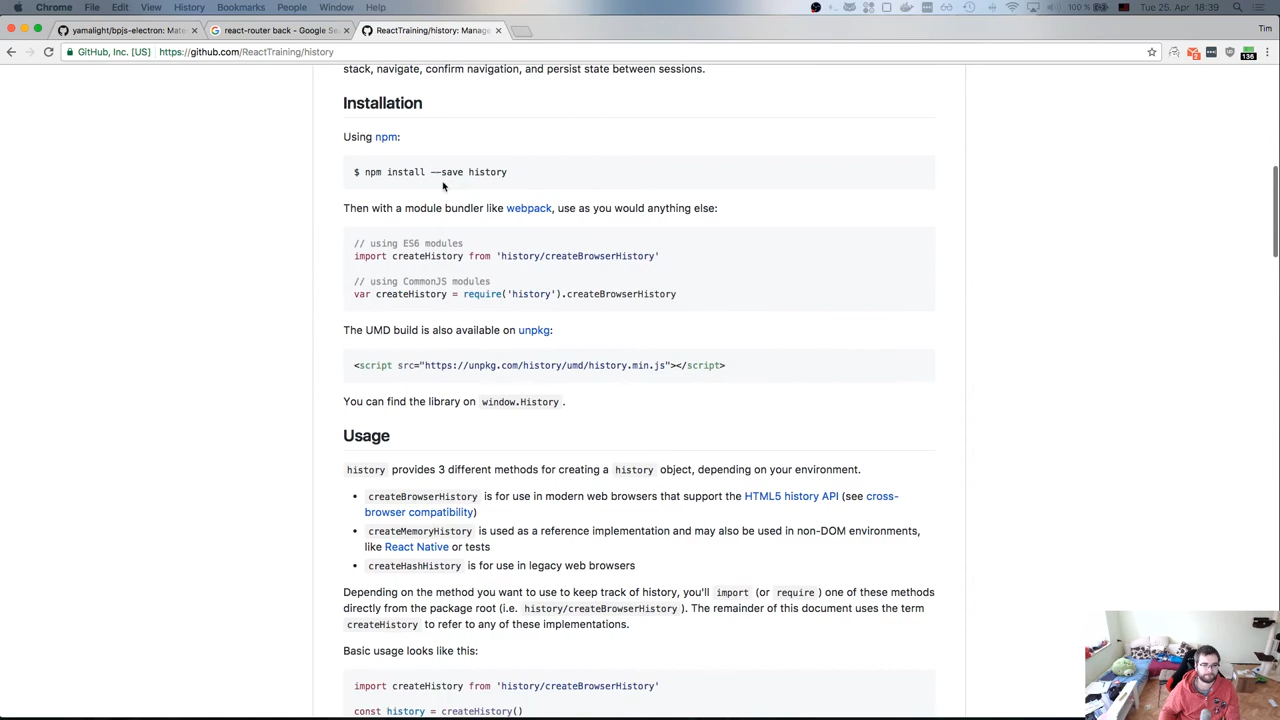 Chrome File Edit View History Bookmarks People Window Help 100 % Tue 25. Apr 18:39
yamalight/bpjs-electron: Mate × react-router back - Google Se × ReactTraining/history: Manage × Tim
GitHub, Inc. [US] https://github.com/ReactTraining/history 136
stack, navigate, confirm navigation, and persist state between sessions.
Installation
Using npm:
$ npm install --save history
Then with a module bundler like webpack, use as you would anything else:
// using ES6 modules
import createHistory from 'history/createBrowserHistory'
// using CommonJS modules
var createHistory = require('history').createBrowserHistory
The UMD build is also available on unpkg:
<script src="https://unpkg.com/history/umd/history.min.js"></script>
You can find the library on window.History.
Usage
history provides 3 different methods for creating a history object, depending on your environment.
• createBrowserHistory is for use in modern web browsers that support the HTML5 history API (see cross-
browser compatibility)
• createMemoryHistory is used as a reference implementation and may also be used in non-DOM environments,
like React Native or tests
• createHashHistory is for use in legacy web browsers
Depending on the method you want to use to keep track of history, you'll import (or require ) one of these methods
directly from the package root (i.e. history/createBrowserHistory ). The remainder of this document uses the term
createHistory to refer to any of these implementations.
Basic usage looks like this:
import createHistory from 'history/createBrowserHistory'
const history = createHistory()